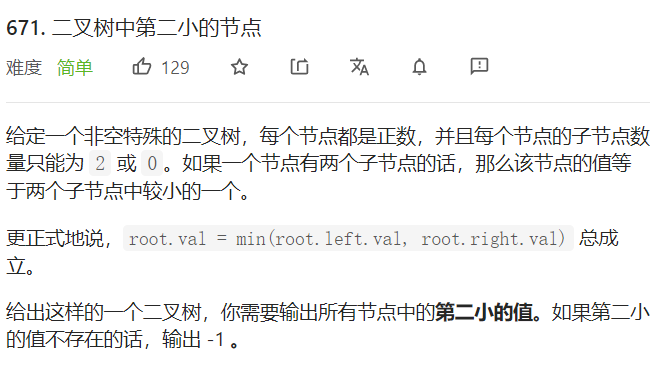 671. 二叉树中第二小的节点
难度 简单 129
给定一个非空特殊的二叉树，每个节点都是正数，并且每个节点的子节点数
量只能为 2 或 0。如果一个节点有两个子节点的话，那么该节点的值等
于两个子节点中较小的一个。
更正式地说，root.val = min(root.left.val, root.right.val) 总成
立。
给出这样的一个二叉树，你需要输出所有节点中的第二小的值。如果第二小
的值不存在的话，输出 -1 。